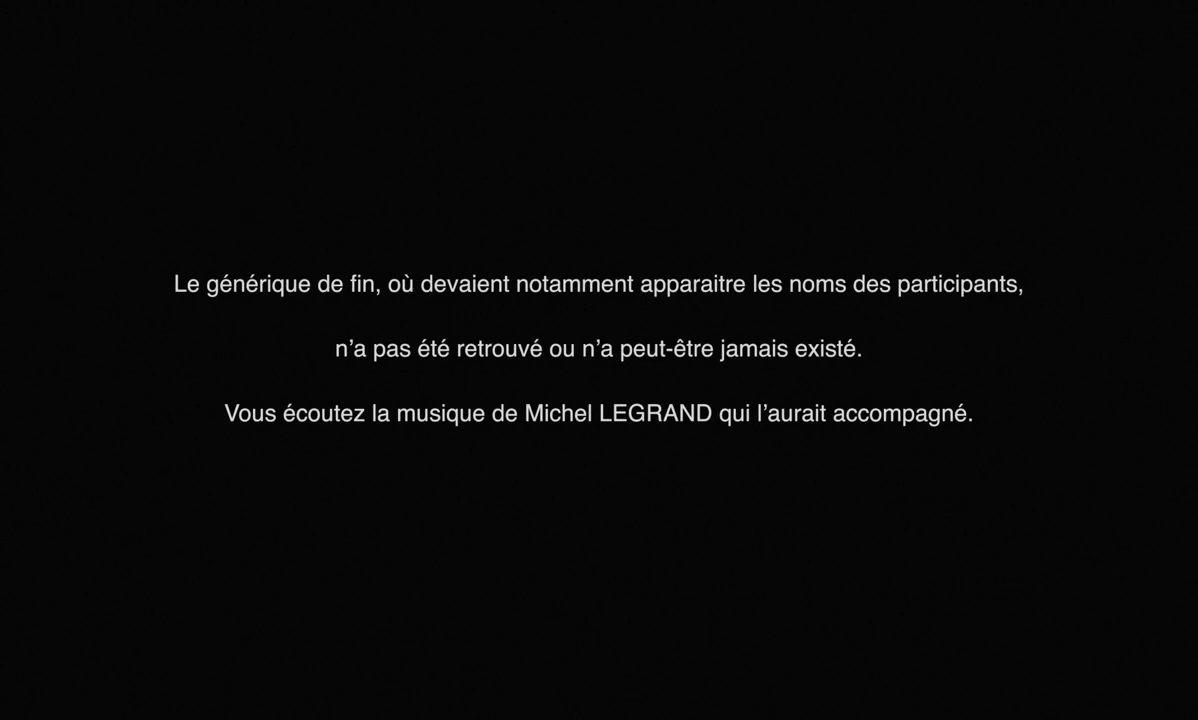 Le générique de fin, où devaient notamment apparaitre les noms des participants,
n’a pas été retrouvé ou n’a peut-être jamais existé.
Vous écoutez la musique de Michel LEGRAND qui l’aurait accompagné.